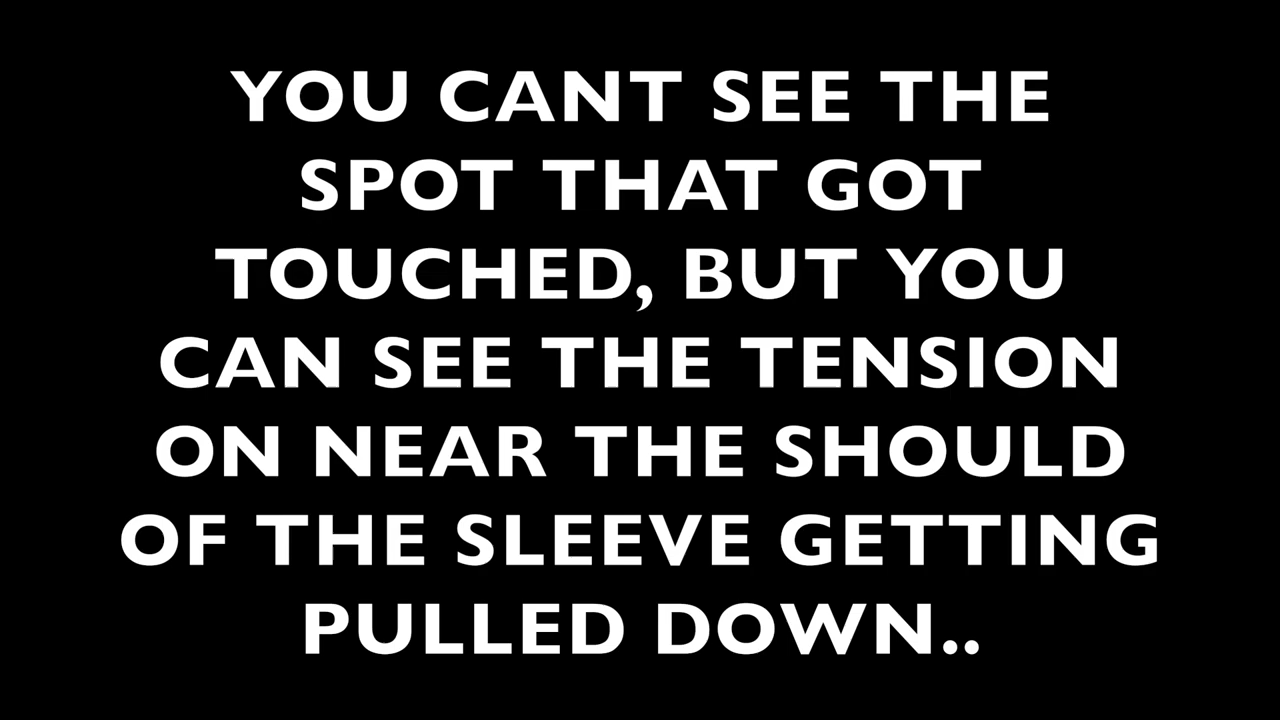 YOU CANT SEE THE
SPOT THAT GOT
TOUCHED, BUT YOU
CAN SEE THE TENSION
ON NEAR THE SHOULD
OF THE SLEEVE GETTING
PULLED DOWN..